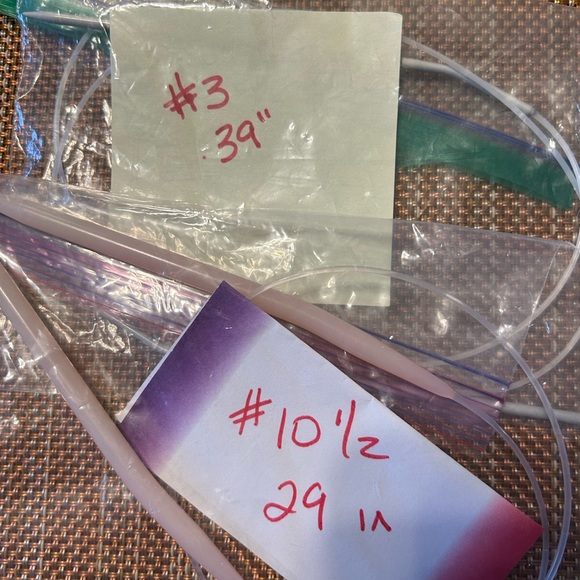 #3
.39"
#10 1/2
29 in